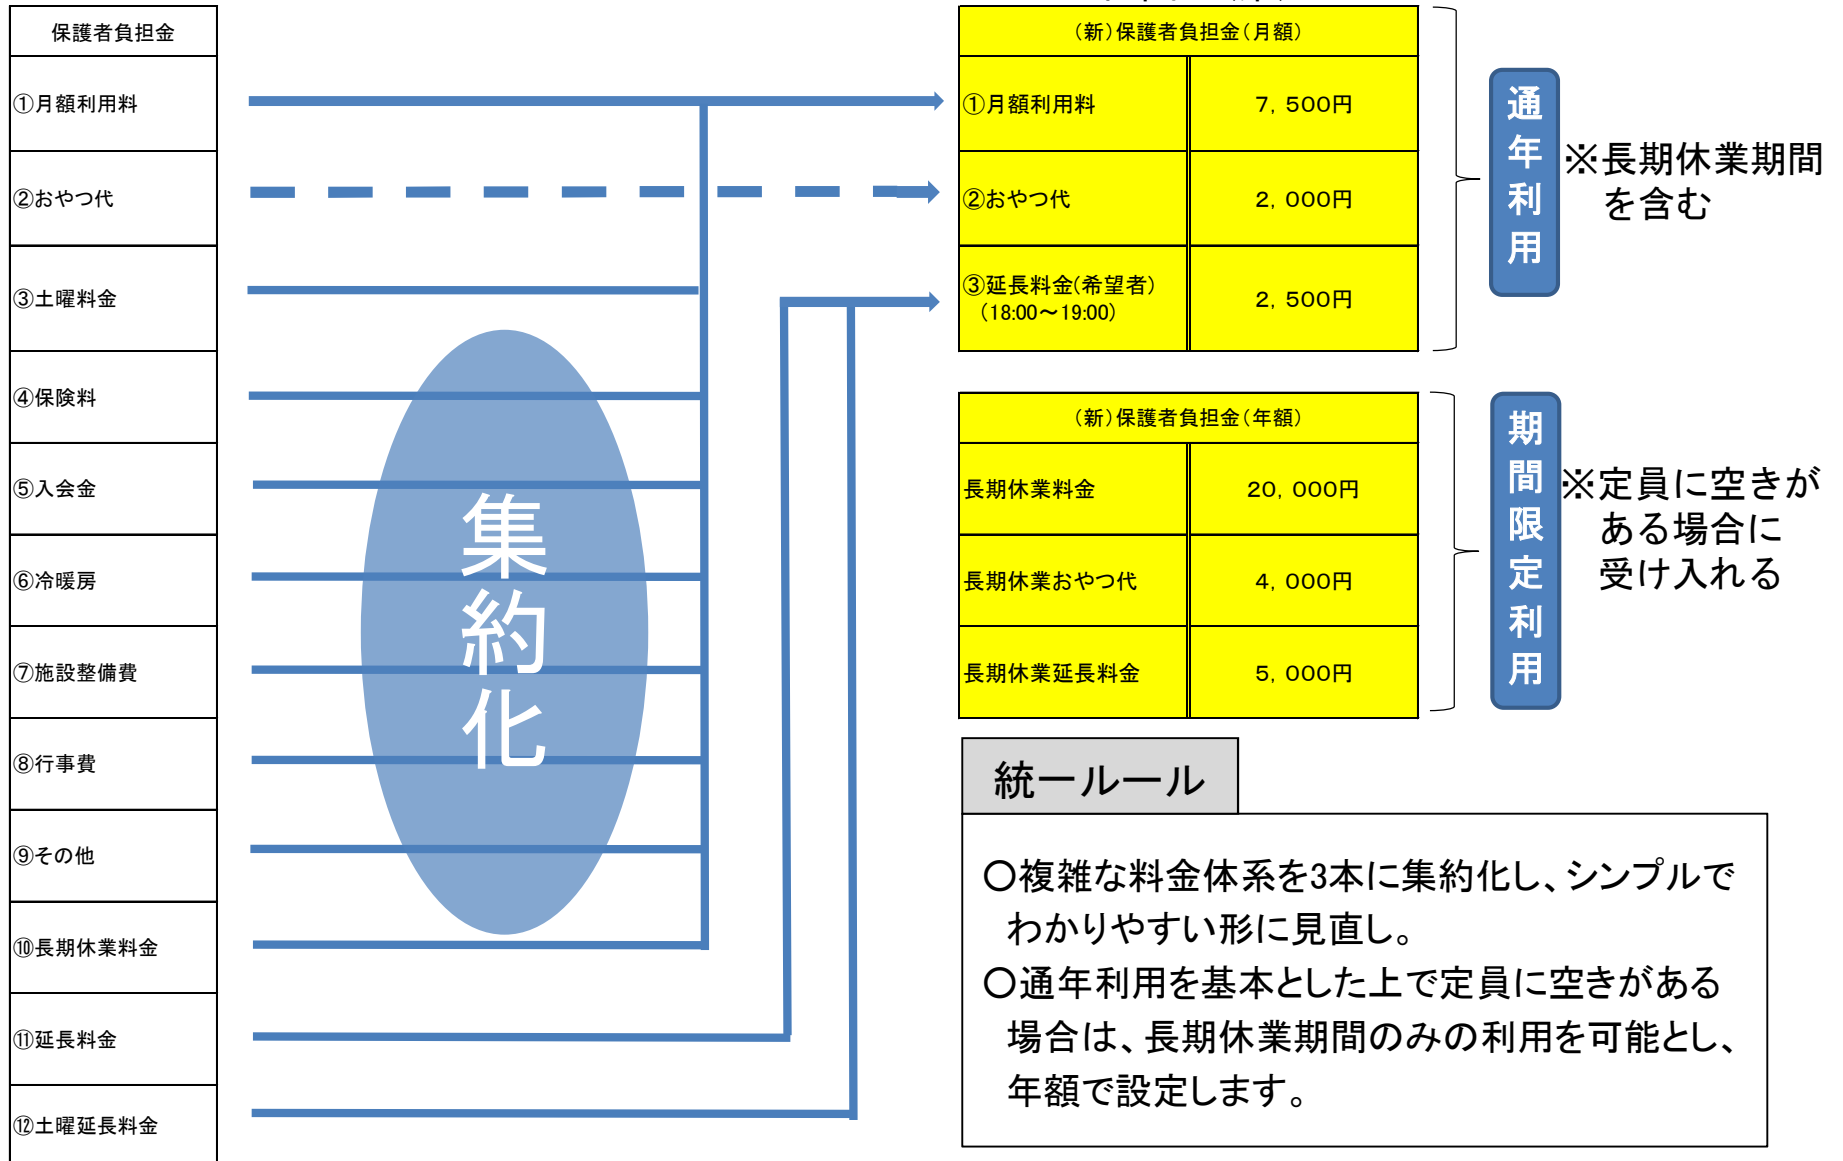 保護者負担金
①月額利用料
②おやつ代
③土曜料金
④保険料
⑤入会金
⑥冷暖房
⑦施設整備費
⑧行事費
⑨その他
⑩長期休業料金
⑪延長料金
⑫土曜延長料金
集約化
(新)保護者負担金(月額)
①月額利用料 7,500円
②おやつ代 2,000円
③延長料金(希望者)
(18:00～19:00)
2,500円
通年利用
※長期休業期間
を含む
(新)保護者負担金(年額)
長期休業料金 20,000円
長期休業おやつ代 4,000円
長期休業延長料金 5,000円
期間限定利用
※定員に空きが
ある場合に
受け入れる
統一ルール
○複雑な料金体系を3本に集約化し、シンプルで
わかりやすい形に見直し。
○通年利用を基本とした上で定員に空きがある
場合は、長期休業期間のみの利用を可能とし、
年額で設定します。